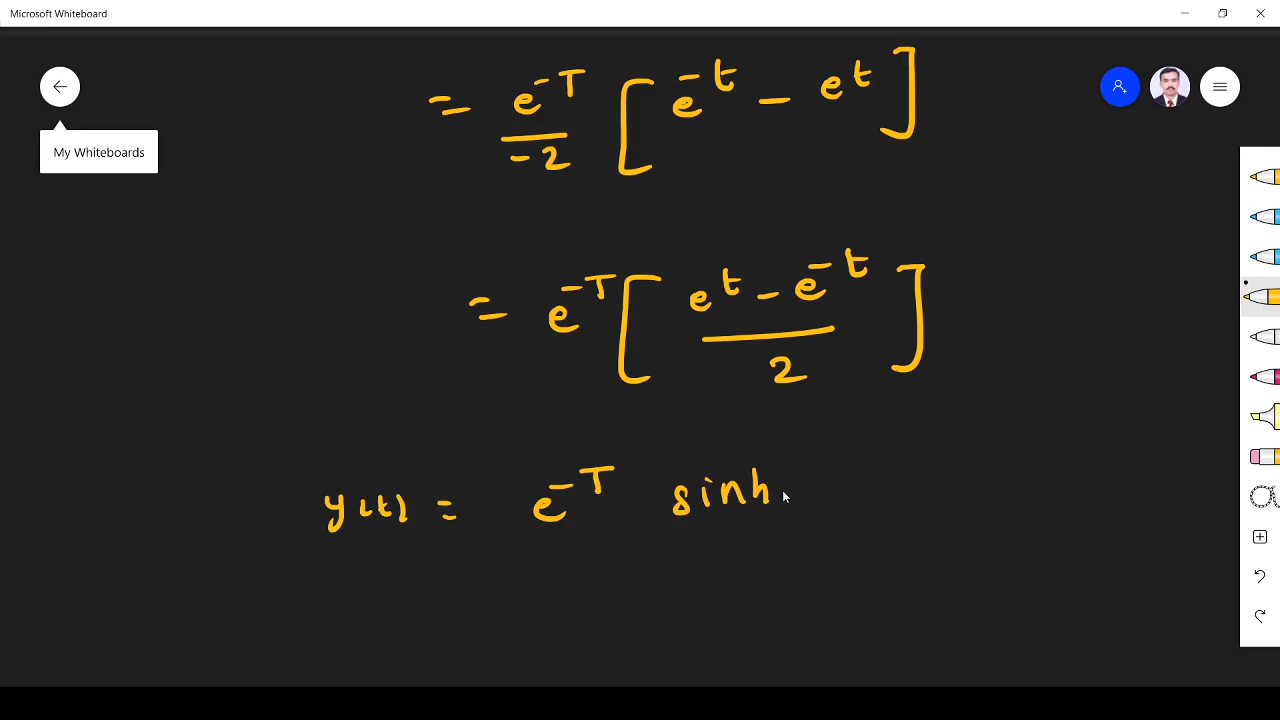 Microsoft Whiteboard
My Whiteboards
= e^-T / -2 [ e^-t - e^t ]
= e^-T [ e^t - e^-t / 2 ]
y(t) = e^-T sinh